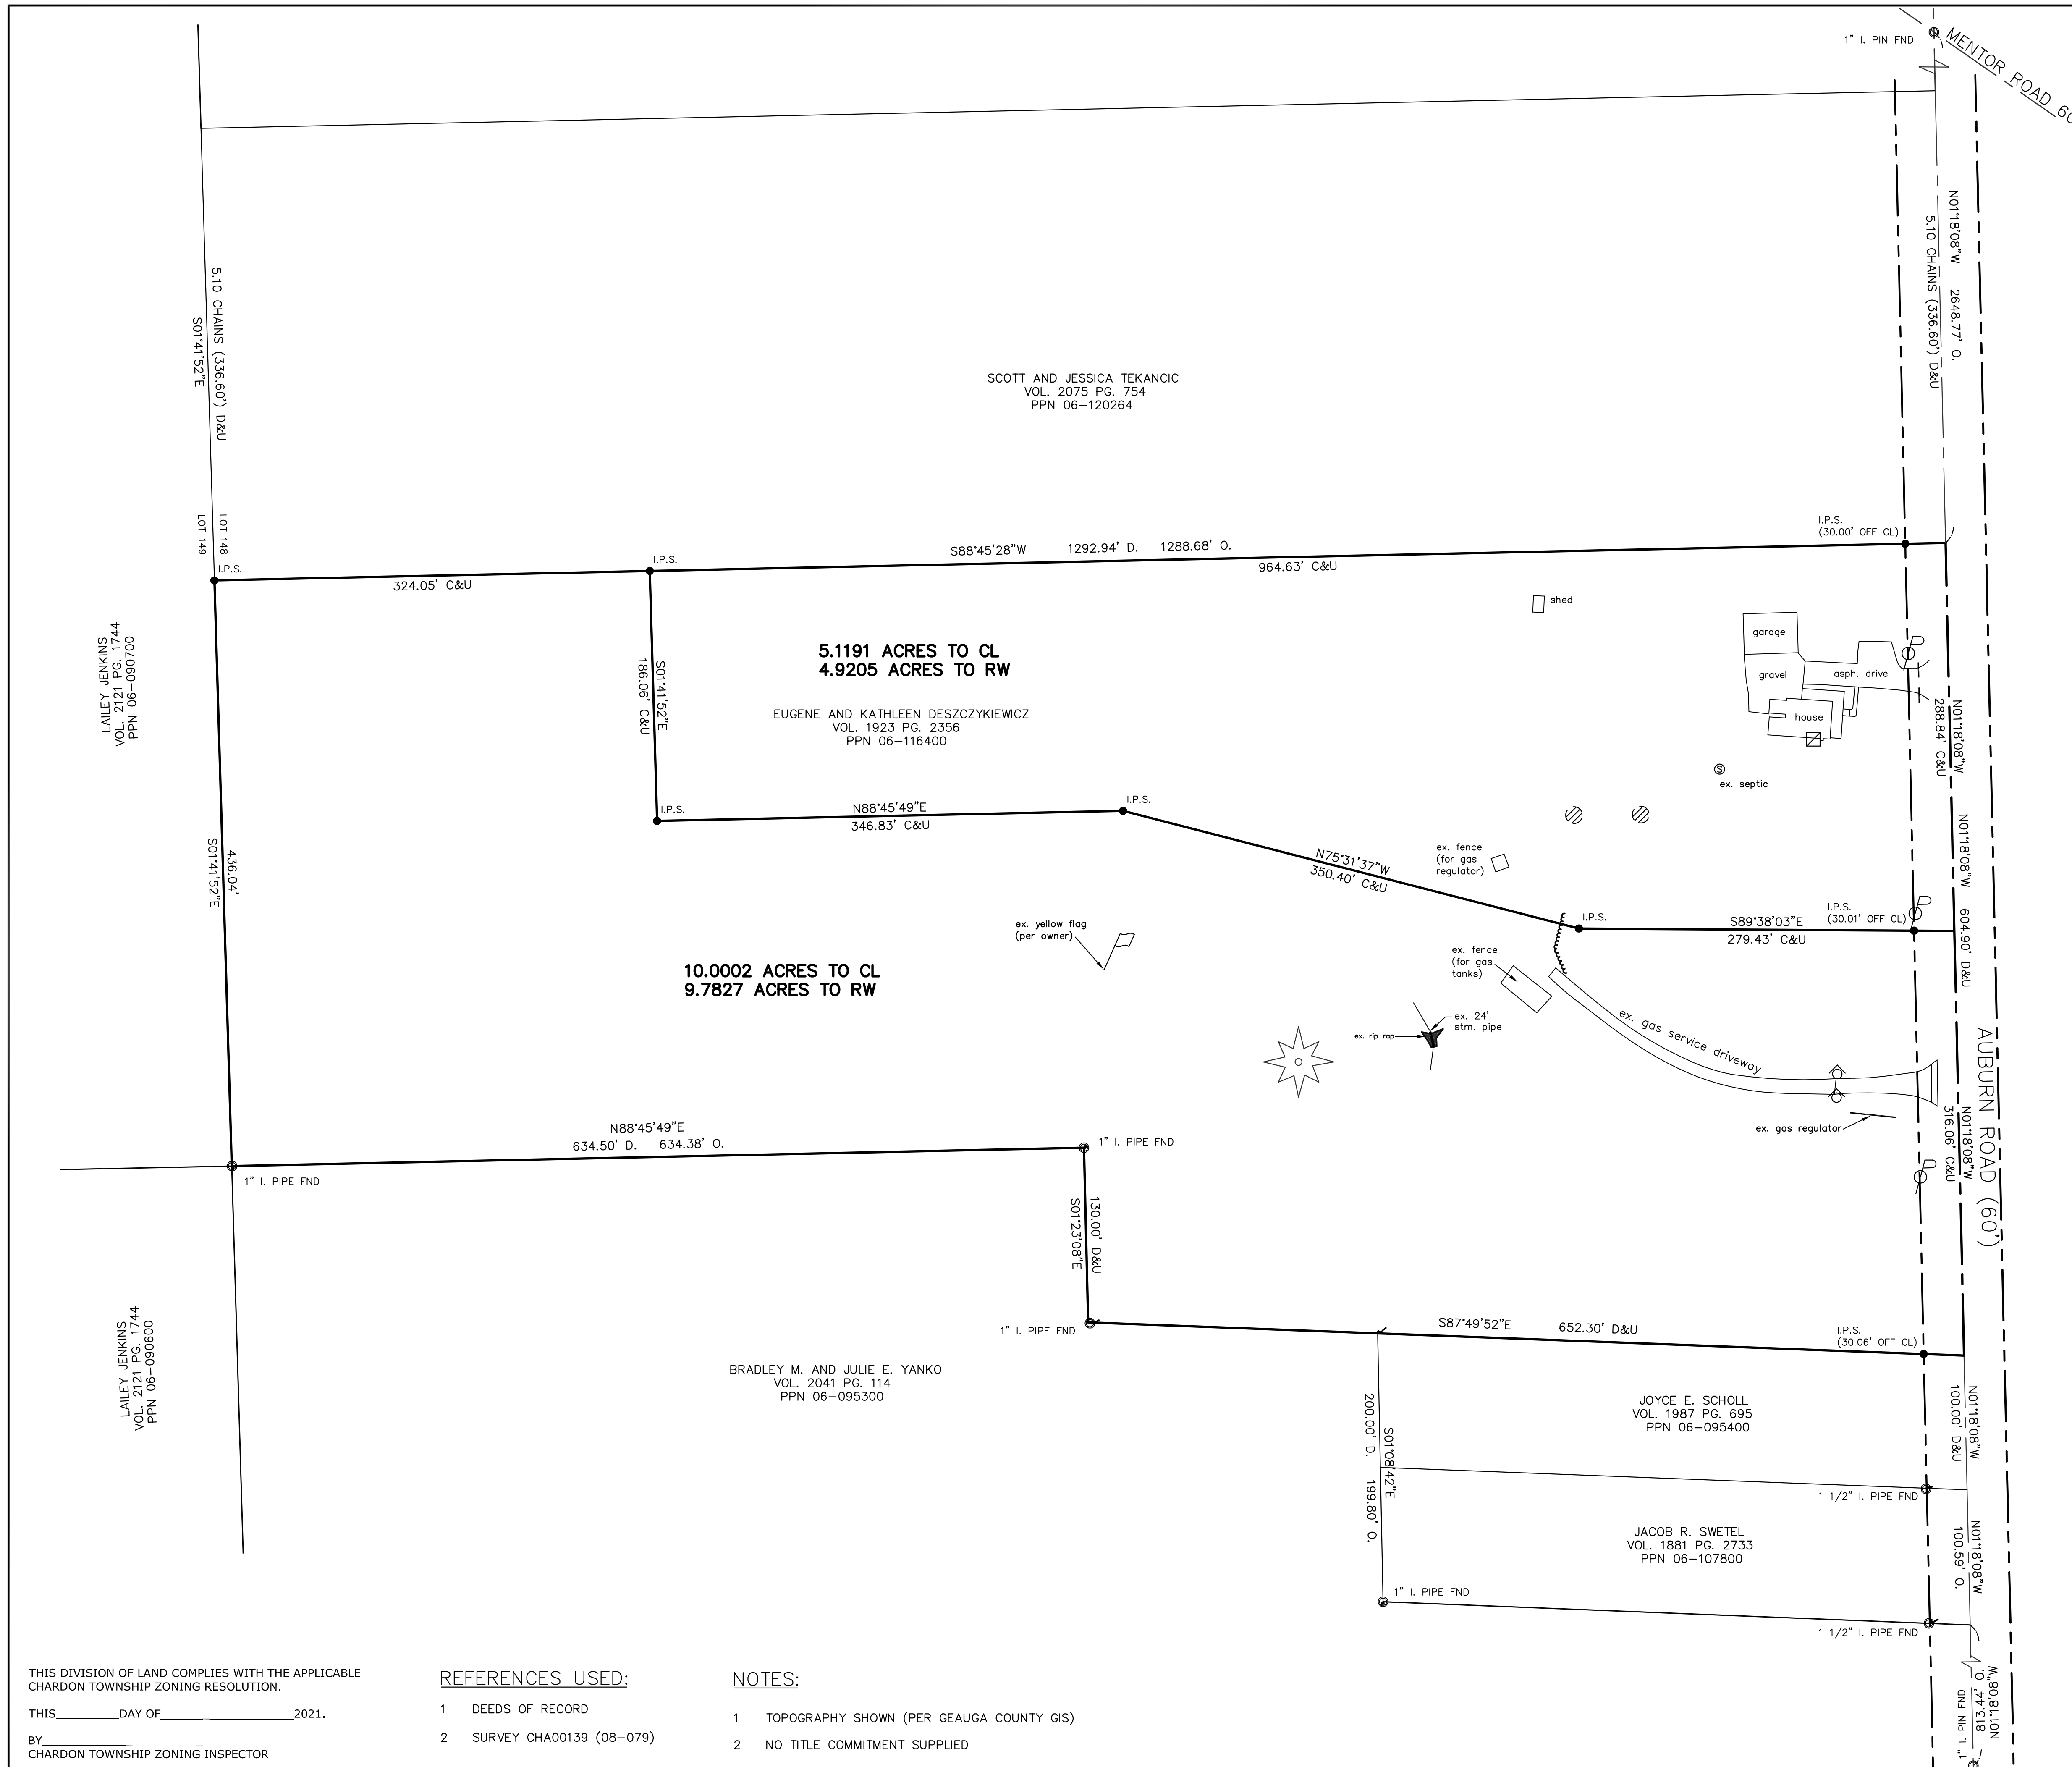 1" I. PIN FND
MENTOR ROAD 60
N01°18'08"W 2648.77' O.
5.10 CHAINS (336.60') D&U
5.10 CHAINS (336.60') D&U
S01°41'52"E
SCOTT AND JESSICA TEKANCIC
VOL. 2075 PG. 754
PPN 06-120264
LOT 148
LOT 149
I.P.S.
I.P.S.
I.P.S.
(30.00' OFF CL)
S88°45'28"W 1292.94' D. 1288.68' O.
324.05' C&U
964.63' C&U
LAILEY JENKINS
VOL. 2121 PG. 1744
PPN 06-090700
S01°41'52"E
186.06' C&U
5.1191 ACRES TO CL
4.9205 ACRES TO RW
EUGENE AND KATHLEEN DESZCZYKIEWICZ
VOL. 1923 PG. 2356
PPN 06-116400
shed
garage
gravel
asph. drive
house
ex. septic
N01°18'08"W
288.84' C&U
I.P.S.
N88°45'49"E
346.83' C&U
I.P.S.
N75°31'37"W
350.40' C&U
ex. fence
(for gas
regulator)
I.P.S.
I.P.S.
(30.01' OFF CL)
S89°38'03"E
279.43' C&U
N01°18'08"W 604.90' D&U
436.04'
S01°41'52"E
ex. yellow flag
(per owner)
10.0002 ACRES TO CL
9.7827 ACRES TO RW
ex. fence
(for gas
tanks)
ex. 24'
stm. pipe
ex. rip rap
ex. gas service driveway
ex. gas regulator
AUBURN ROAD (60')
N01°18'08"W
316.06' C&U
N88°45'49"E
634.50' D. 634.38' O.
1" I. PIPE FND
1" I. PIPE FND
130.00' D&U
S01°23'08"E
1" I. PIPE FND
S87°49'52"E 652.30' D&U
I.P.S.
(30.06' OFF CL)
LAILEY JENKINS
VOL. 2121 PG. 1744
PPN 06-090600
BRADLEY M. AND JULIE E. YANKO
VOL. 2041 PG. 114
PPN 06-095300
S01°08'42"E
200.00' D. 199.80' O.
JOYCE E. SCHOLL
VOL. 1987 PG. 695
PPN 06-095400
N01°18'08"W
100.00' D&U
1 1/2" I. PIPE FND
JACOB R. SWETEL
VOL. 1881 PG. 2733
PPN 06-107800
N01°18'08"W
100.59' O.
1" I. PIPE FND
1 1/2" I. PIPE FND
N01°18'08"W
813.44' O.
1" I. PIN FND
THIS DIVISION OF LAND COMPLIES WITH THE APPLICABLE
CHARDON TOWNSHIP ZONING RESOLUTION.
THIS_________DAY OF___________________2021.
BY_____________________________
CHARDON TOWNSHIP ZONING INSPECTOR
REFERENCES USED:
1 DEEDS OF RECORD
2 SURVEY CHA00139 (08-079)
NOTES:
1 TOPOGRAPHY SHOWN (PER GEAUGA COUNTY GIS)
2 NO TITLE COMMITMENT SUPPLIED